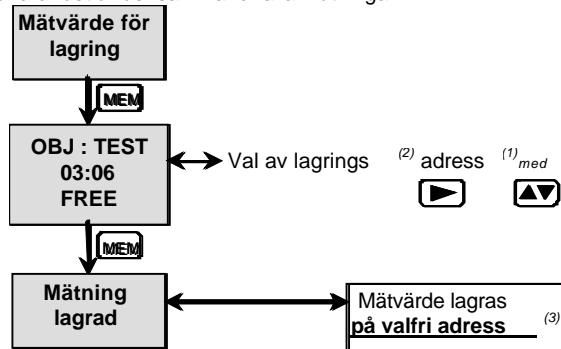 Mätvärde för
lagring
MEM
OBJ : TEST
03:06
FREE
Val av lagrings (2) adress (1) med
MEM
Mätning
lagrad
Mätvärde lagras
på valfri adress (3)